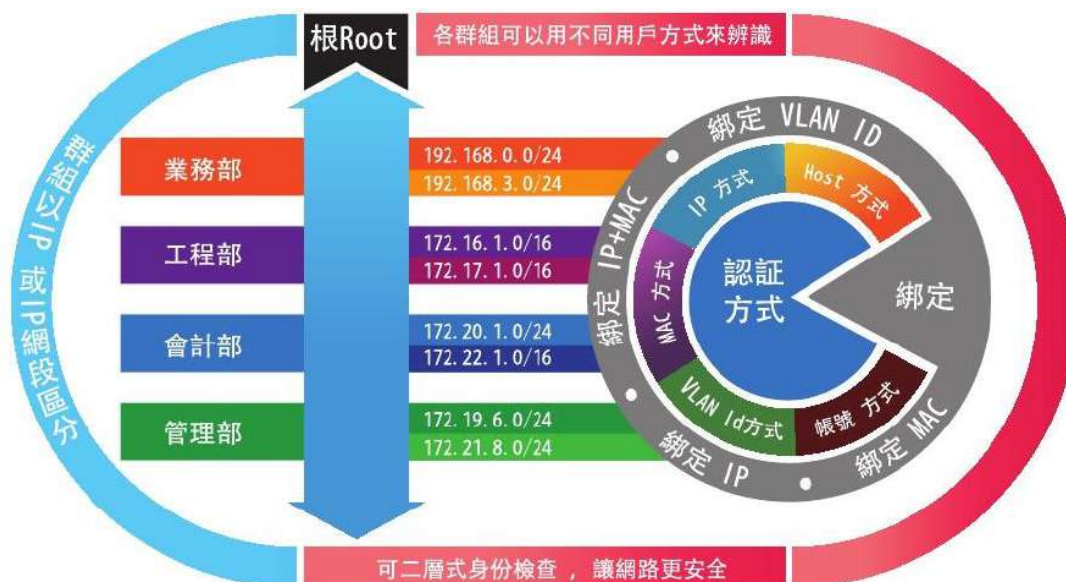 根Root
各群組可以用不同用戶方式來辨識
群組以IP 或IP網段區分
業務部
192.168.0.0/24
192.168.3.0/24
工程部
172.16.1.0/16
172.17.1.0/16
會計部
172.20.1.0/24
172.22.1.0/16
管理部
172.19.6.0/24
172.21.8.0/24
綁定 VLAN ID
綁定 IP+MAC
綁定 IP
綁定 MAC
綁定
IP 方式
Host 方式
MAC 方式
VLAN Id方式
帳號 方式
認証
方式
可二層式身份檢查 , 讓網路更安全